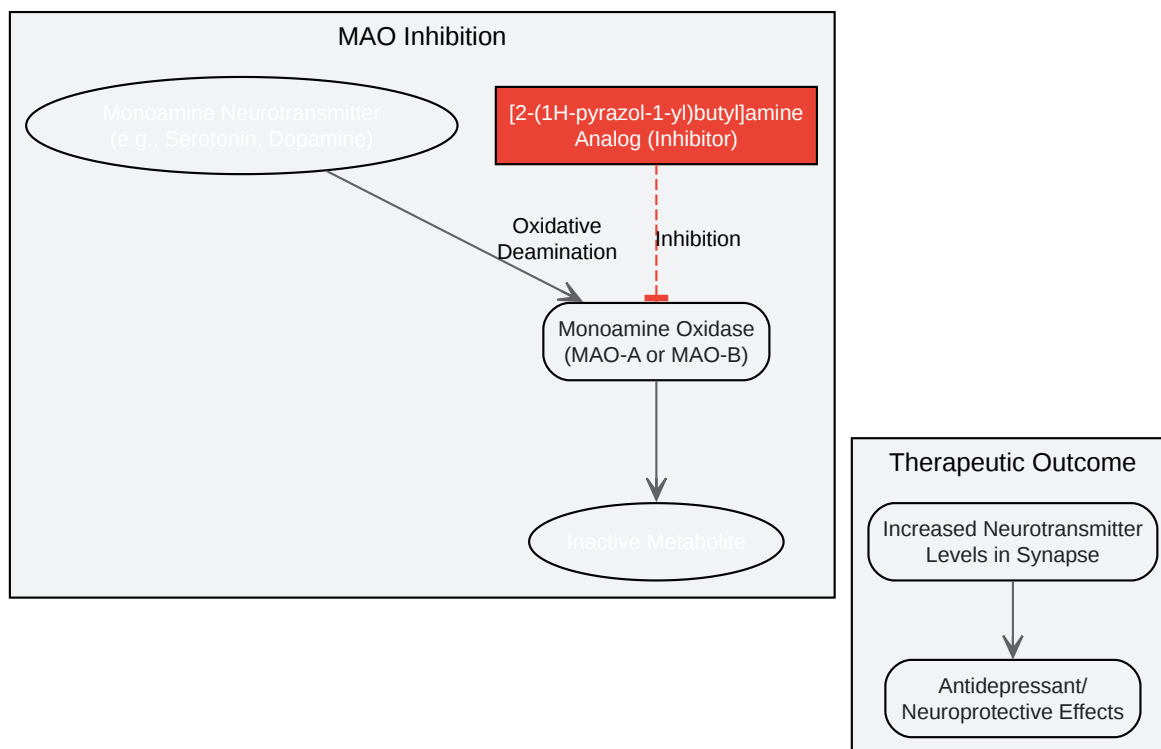 MAO Inhibition
Monoamine Neurotransmitter
(e.g., Serotonin, Dopamine)
[2-(1H-pyrazol-1-yl)butyl]amine
Analog (Inhibitor)
Oxidative
Deamination
Inhibition
Monoamine Oxidase
(MAO-A or MAO-B)
Inactive Metabolite
Therapeutic Outcome
Increased Neurotransmitter
Levels in Synapse
Antidepressant/
Neuroprotective Effects